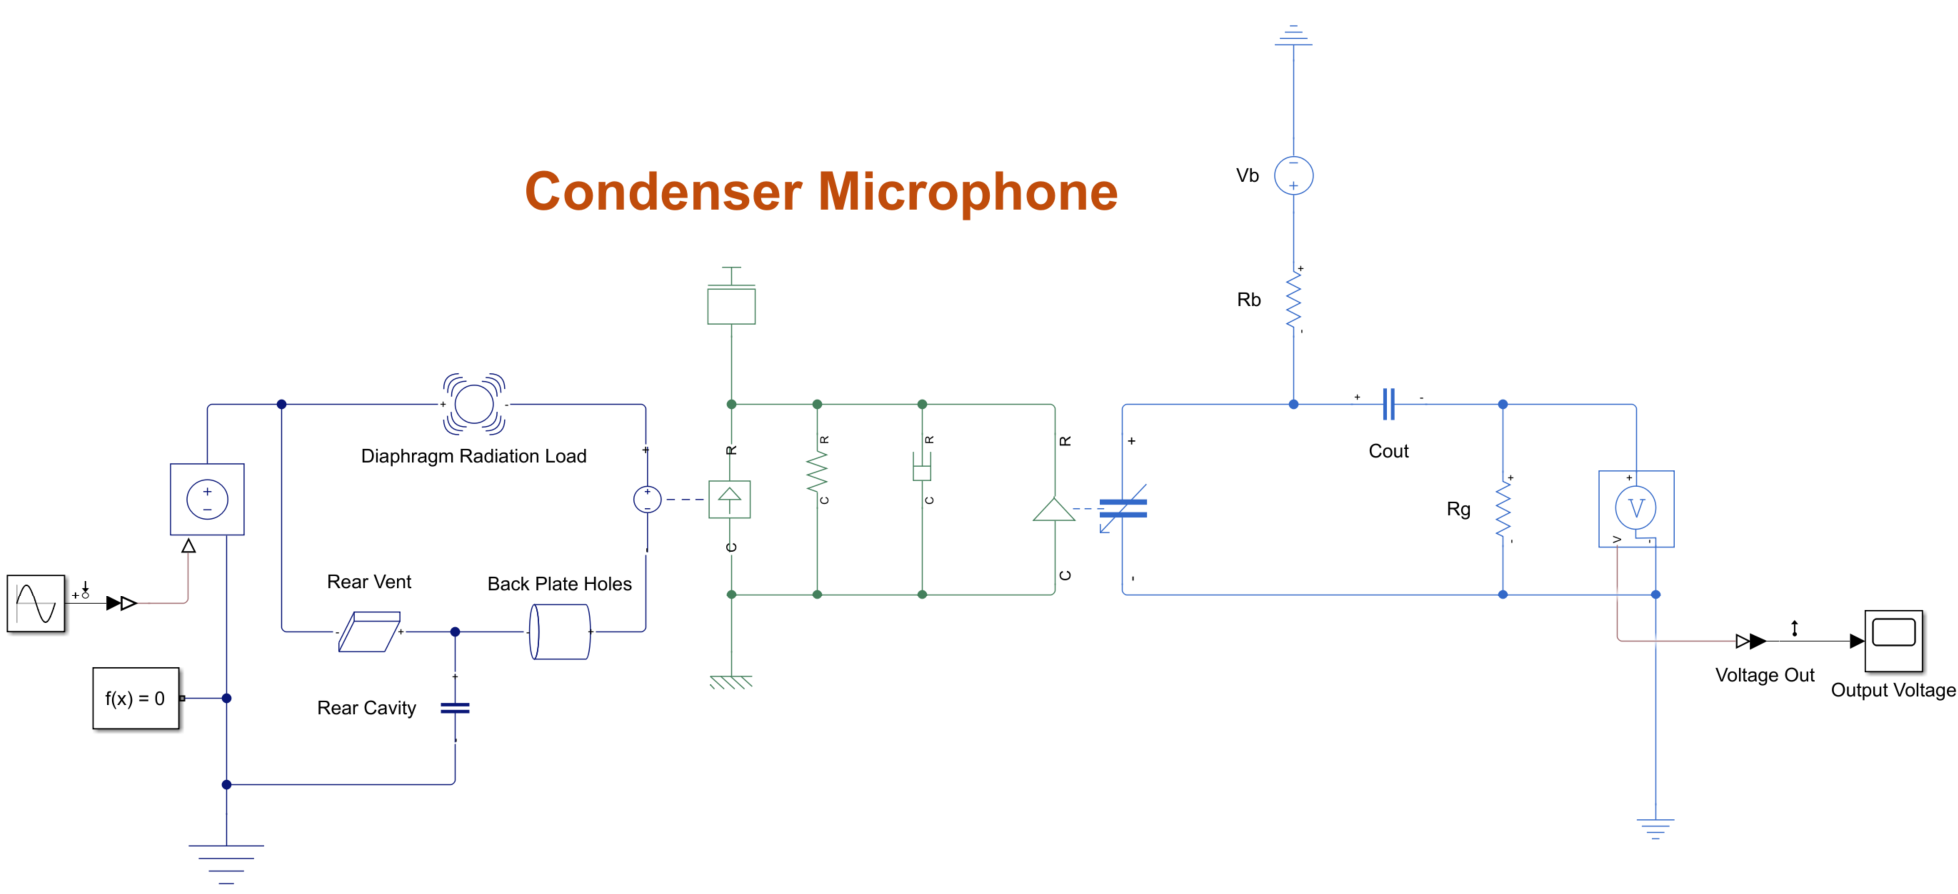 Condenser Microphone
Vb
Rb
Diaphragm Radiation Load
Cout
Rg
V
V
Rear Vent
Back Plate Holes
Rear Cavity
f(x) = 0
R
C
R
C
R
C
R
C
Voltage Out
Output Voltage